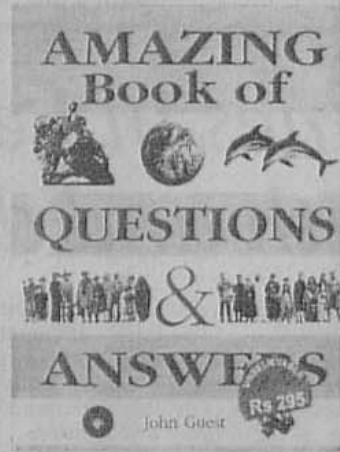 AMAZING
Book of
QUESTIONS
&
ANSWERS
Rs 295
John Guest